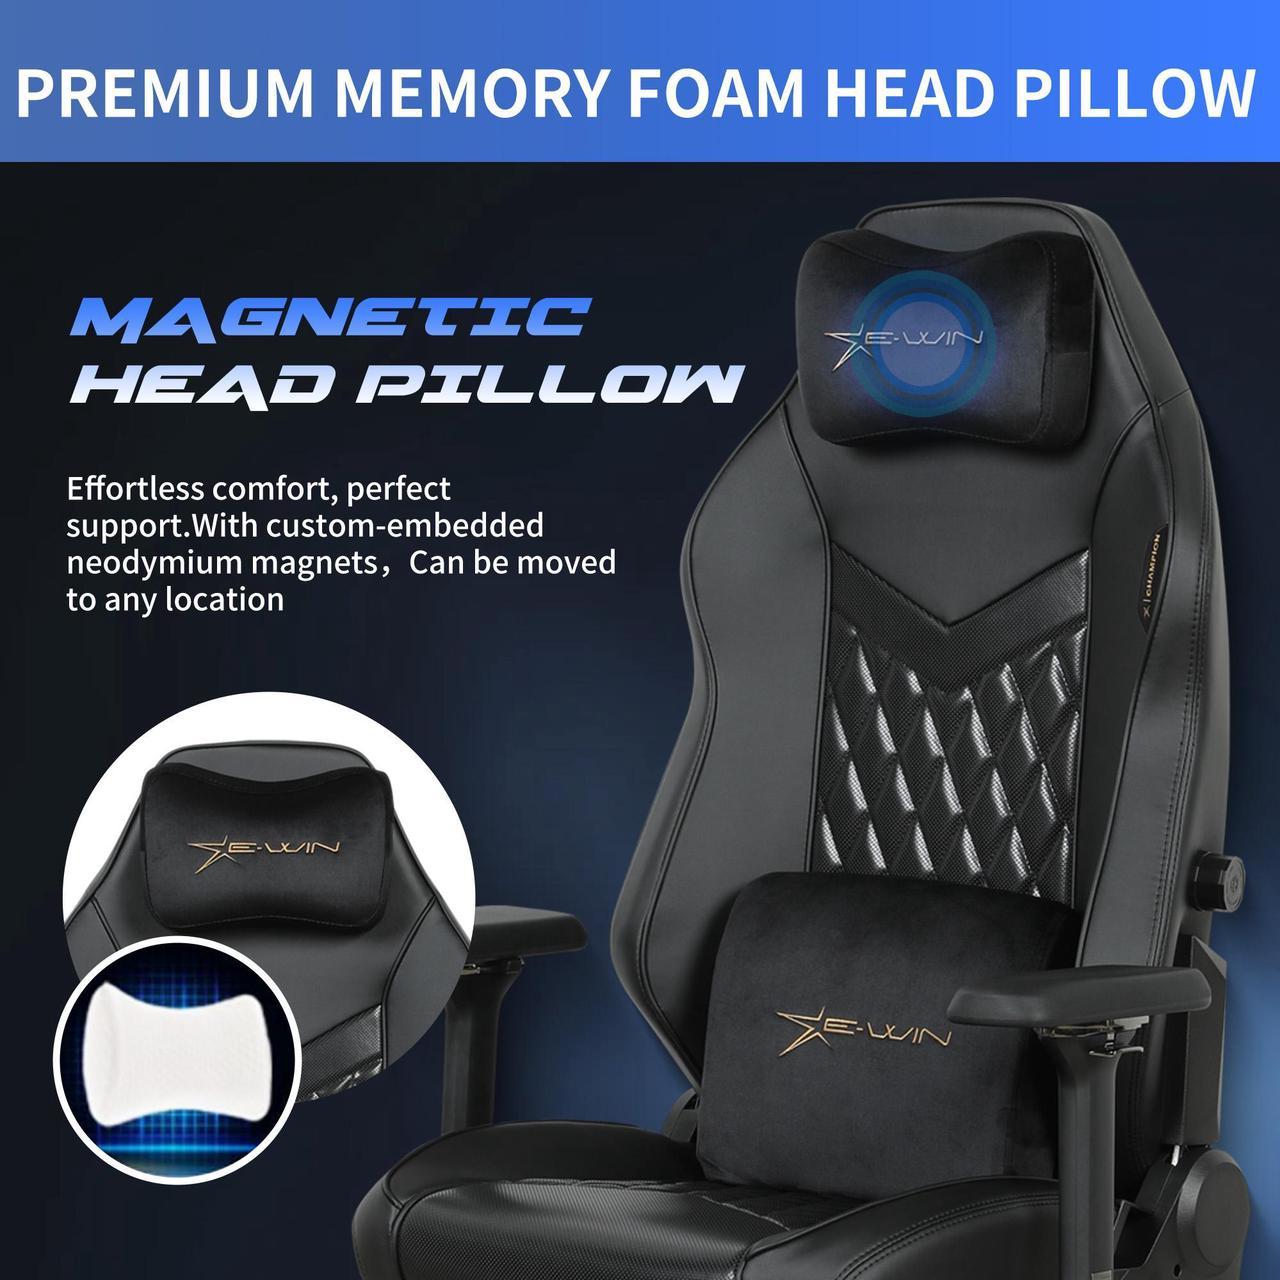 PREMIUM MEMORY FOAM HEAD PILLOW
MAGNETIC
HEAD PILLOW
Effortless comfort, perfect
support.With custom-embedded
neodymium magnets，Can be moved
to any location
E-WIN
CHAMPION
E-WIN
E-WIN